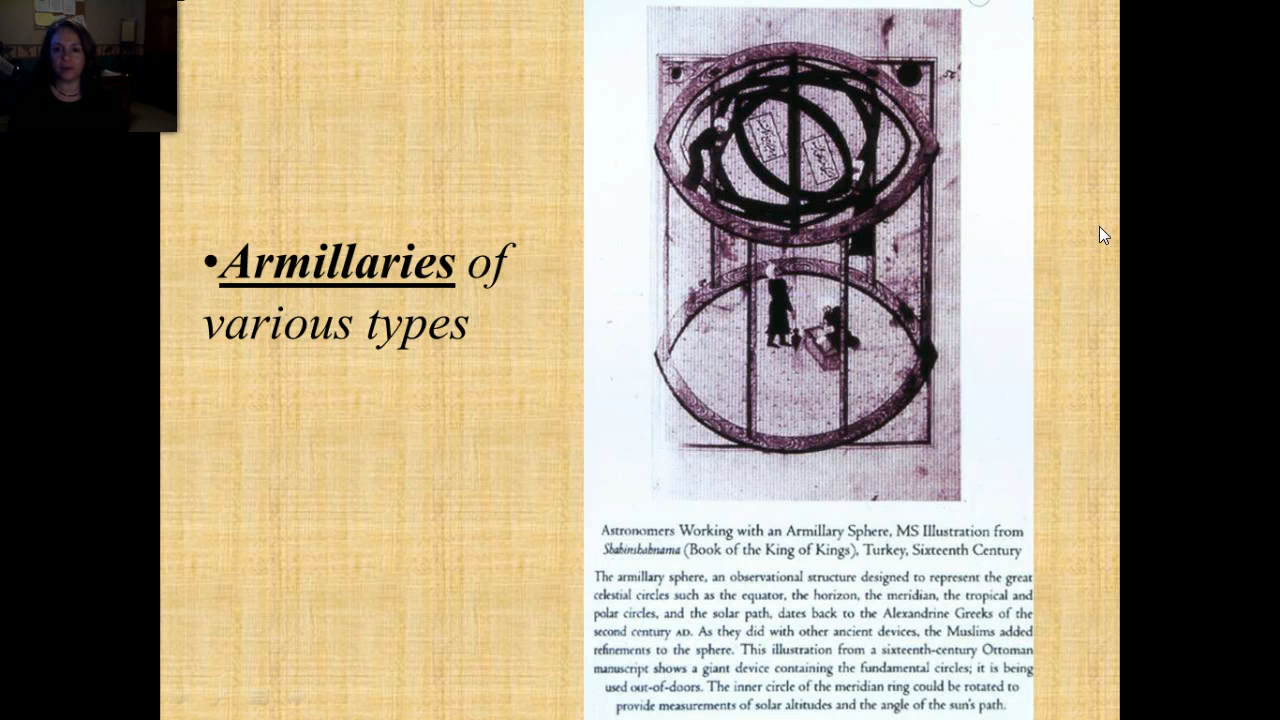 •Armillaries of
various types
Astronomers Working with an Armillary Sphere, MS Illustration from
Shahinshahnama (Book of the King of Kings), Turkey, Sixteenth Century
The armillary sphere, an observational structure designed to represent the great
celestial circles such as the equator, the horizon, the meridian, the tropical and
polar circles, and the solar path, dates back to the Alexandrine Greeks of the
second century AD. As they did with other ancient devices, the Muslims added
refinements to the sphere. This illustration from a sixteenth-century Ottoman
manuscript shows a giant device containing the fundamental circles; it is being
used out-of-doors. The inner circle of the meridian ring could be rotated to
provide measurements of solar altitudes and the angle of the sun's path.